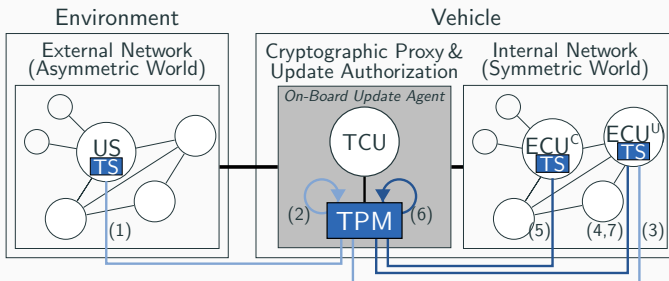 Environment
Vehicle
External Network
(Asymmetric World)
Cryptographic Proxy &
Update Authorization
Internal Network
(Symmetric World)
On-Board Update Agent
US
TS
TCU
ECU^C
TS
ECU^U
TS
(2)
(6)
TPM
(1)
(5)
(4,7)
(3)